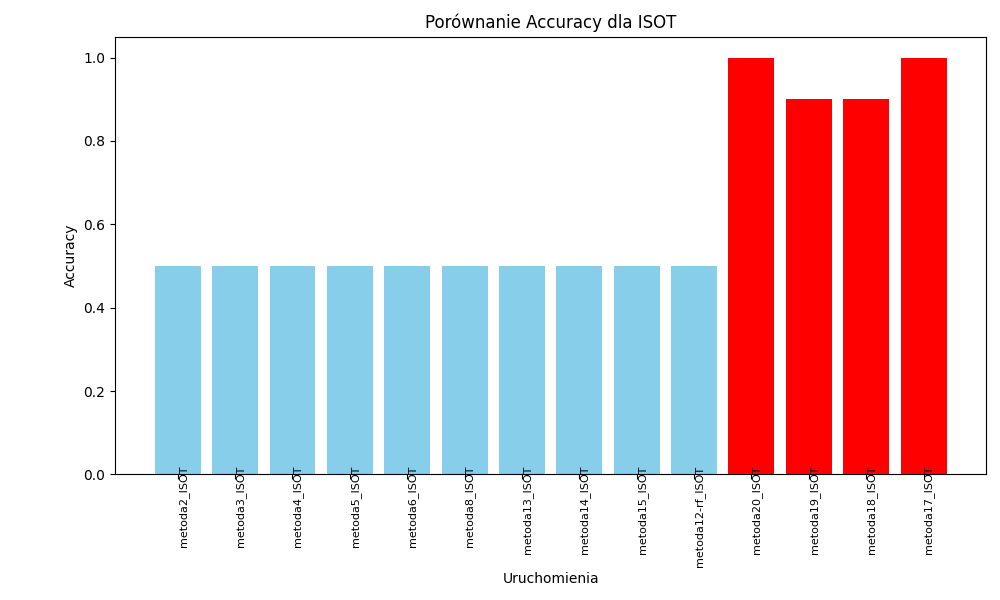 Porównanie Accuracy dla ISOT
1.0
0.8
0.6
0.4
0.2
0.0
Accuracy
metoda2_ISOT
metoda3_ISOT
metoda4_ISOT
metoda5_ISOT
metoda6_ISOT
metoda8_ISOT
metoda13_ISOT
metoda14_ISOT
metoda15_ISOT
metoda12-rf_ISOT
metoda20_ISOT
metoda19_ISOT
metoda18_ISOT
metoda17_ISOT
Uruchomienia